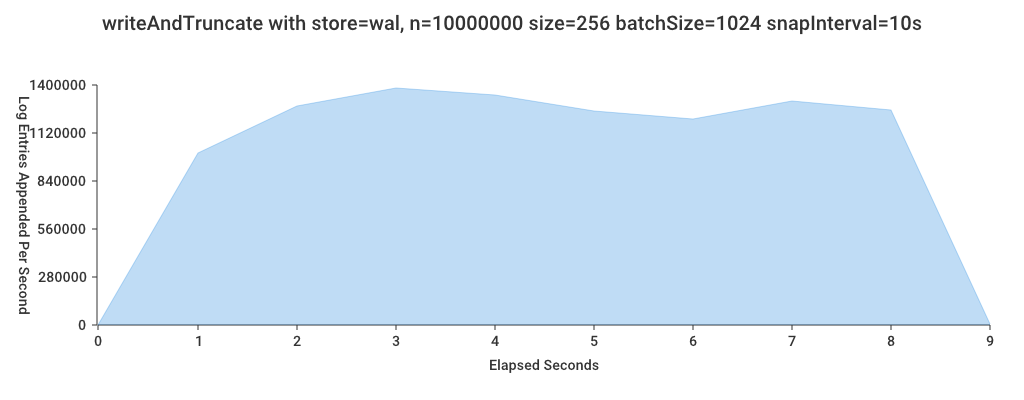 writeAndTruncate with store=wal, n=10000000 size=256 batchSize=1024 snapInterval=10s
Log Entries Appended Per Second
1400000
1120000
840000
560000
280000
0
0 1 2 3 4 5 6 7 8 9
Elapsed Seconds